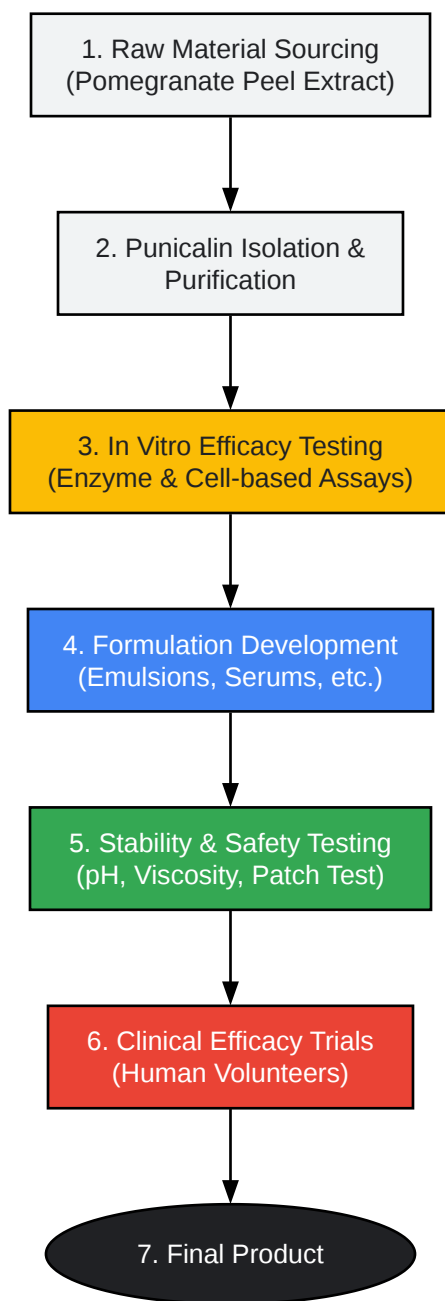 1. Raw Material Sourcing
(Pomegranate Peel Extract)
2. Punicalin Isolation &
Purification
3. In Vitro Efficacy Testing
(Enzyme & Cell-based Assays)
4. Formulation Development
(Emulsions, Serums, etc.)
5. Stability & Safety Testing
(pH, Viscosity, Patch Test)
6. Clinical Efficacy Trials
(Human Volunteers)
7. Final Product